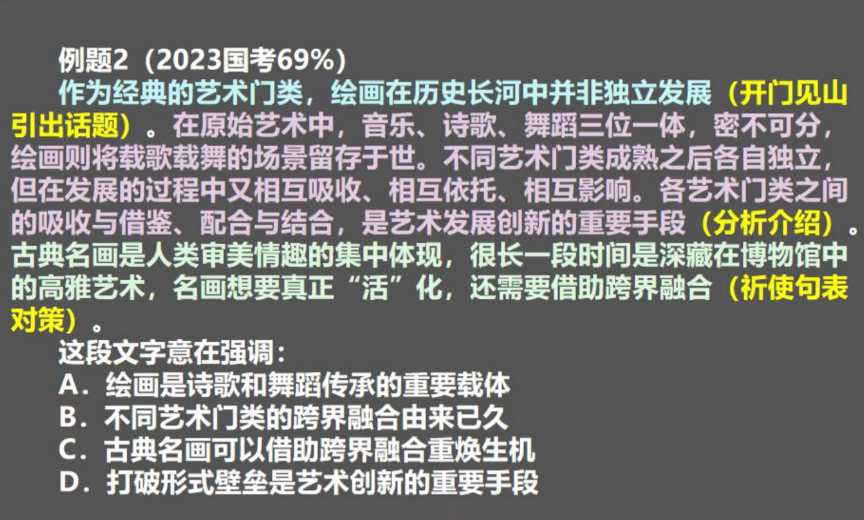 例题2（2023国考69%）
作为经典的艺术门类，绘画在历史长河中并非独立发展（开门见山
引出话题）。在原始艺术中，音乐、诗歌、舞蹈三位一体，密不可分，
绘画则将载歌载舞的场景留存于世。不同艺术门类成熟之后各自独立，
但在发展的过程中又相互吸收、相互依托、相互影响。各艺术门类之间
的吸收与借鉴、配合与结合，是艺术发展创新的重要手段（分析介绍）。
古典名画是人类审美情趣的集中体现，很长一段时间是深藏在博物馆中
的高雅艺术，名画想要真正“活”化，还需要借助跨界融合（祈使句表
对策）。
这段文字意在强调：
A．绘画是诗歌和舞蹈传承的重要载体
B．不同艺术门类的跨界融合由来已久
C．古典名画可以借助跨界融合重焕生机
D．打破形式壁垒是艺术创新的重要手段